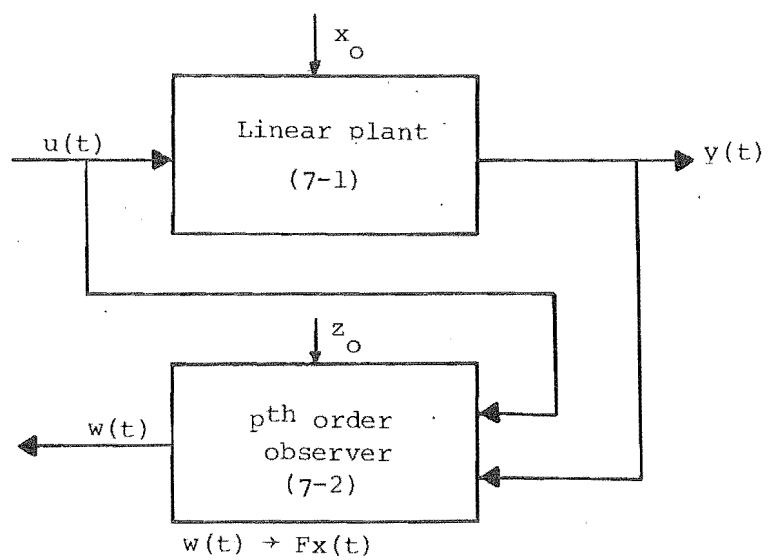 x_o
u(t)
Linear plant
(7-1)
y(t)
z_o
w(t)
p^th order
observer
(7-2)
w(t) → Fx(t)